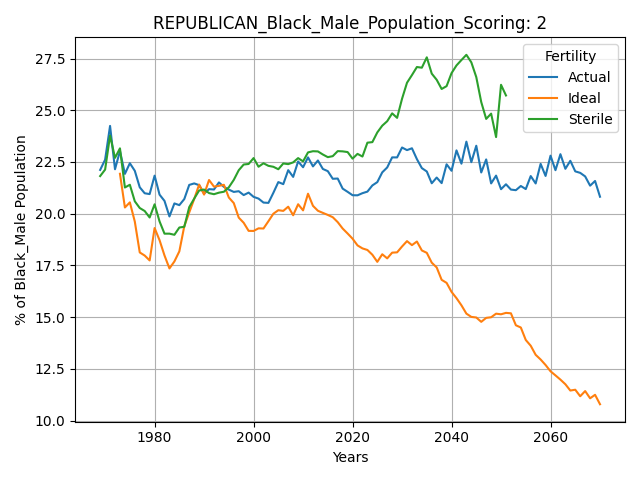 REPUBLICAN_Black_Male_Population_Scoring: 2
Fertility
Actual
Ideal
Sterile
% of Black_Male Population
27.5
25.0
22.5
20.0
17.5
15.0
12.5
10.0
1980 2000 2020 2040 2060
Years